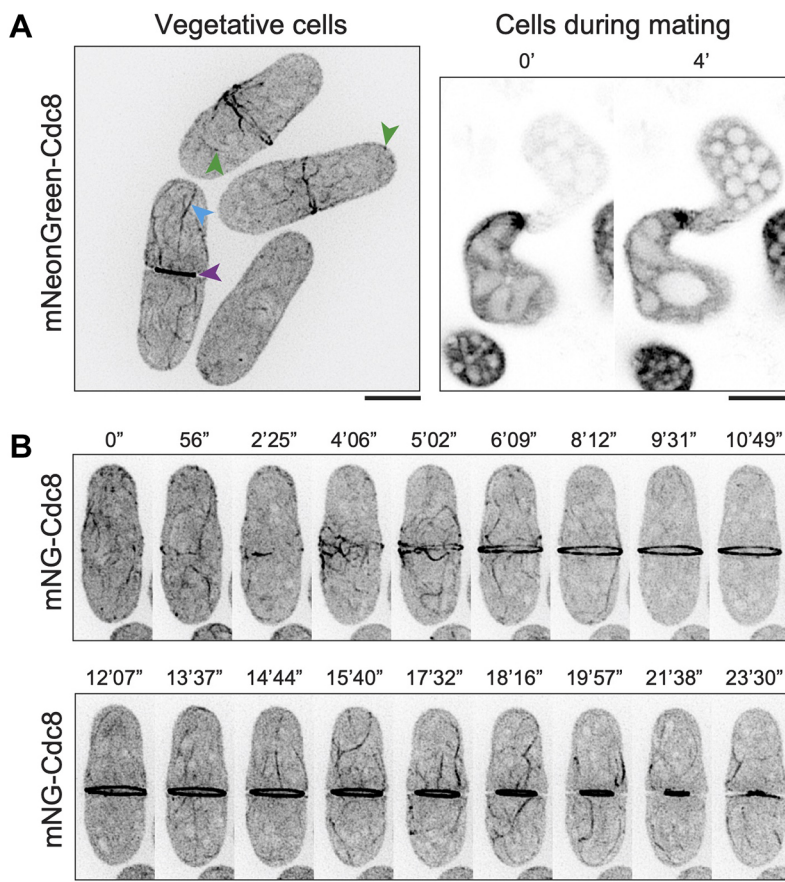 A
Vegetative cells
Cells during mating
0’
4’
mNeonGreen-Cdc8
B
0” 56” 2’25” 4’06” 5’02” 6’09” 8’12” 9’31” 10’49”
mNG-Cdc8
12’07” 13’37” 14’44” 15’40” 17’32” 18’16” 19’57” 21’38” 23’30”
mNG-Cdc8